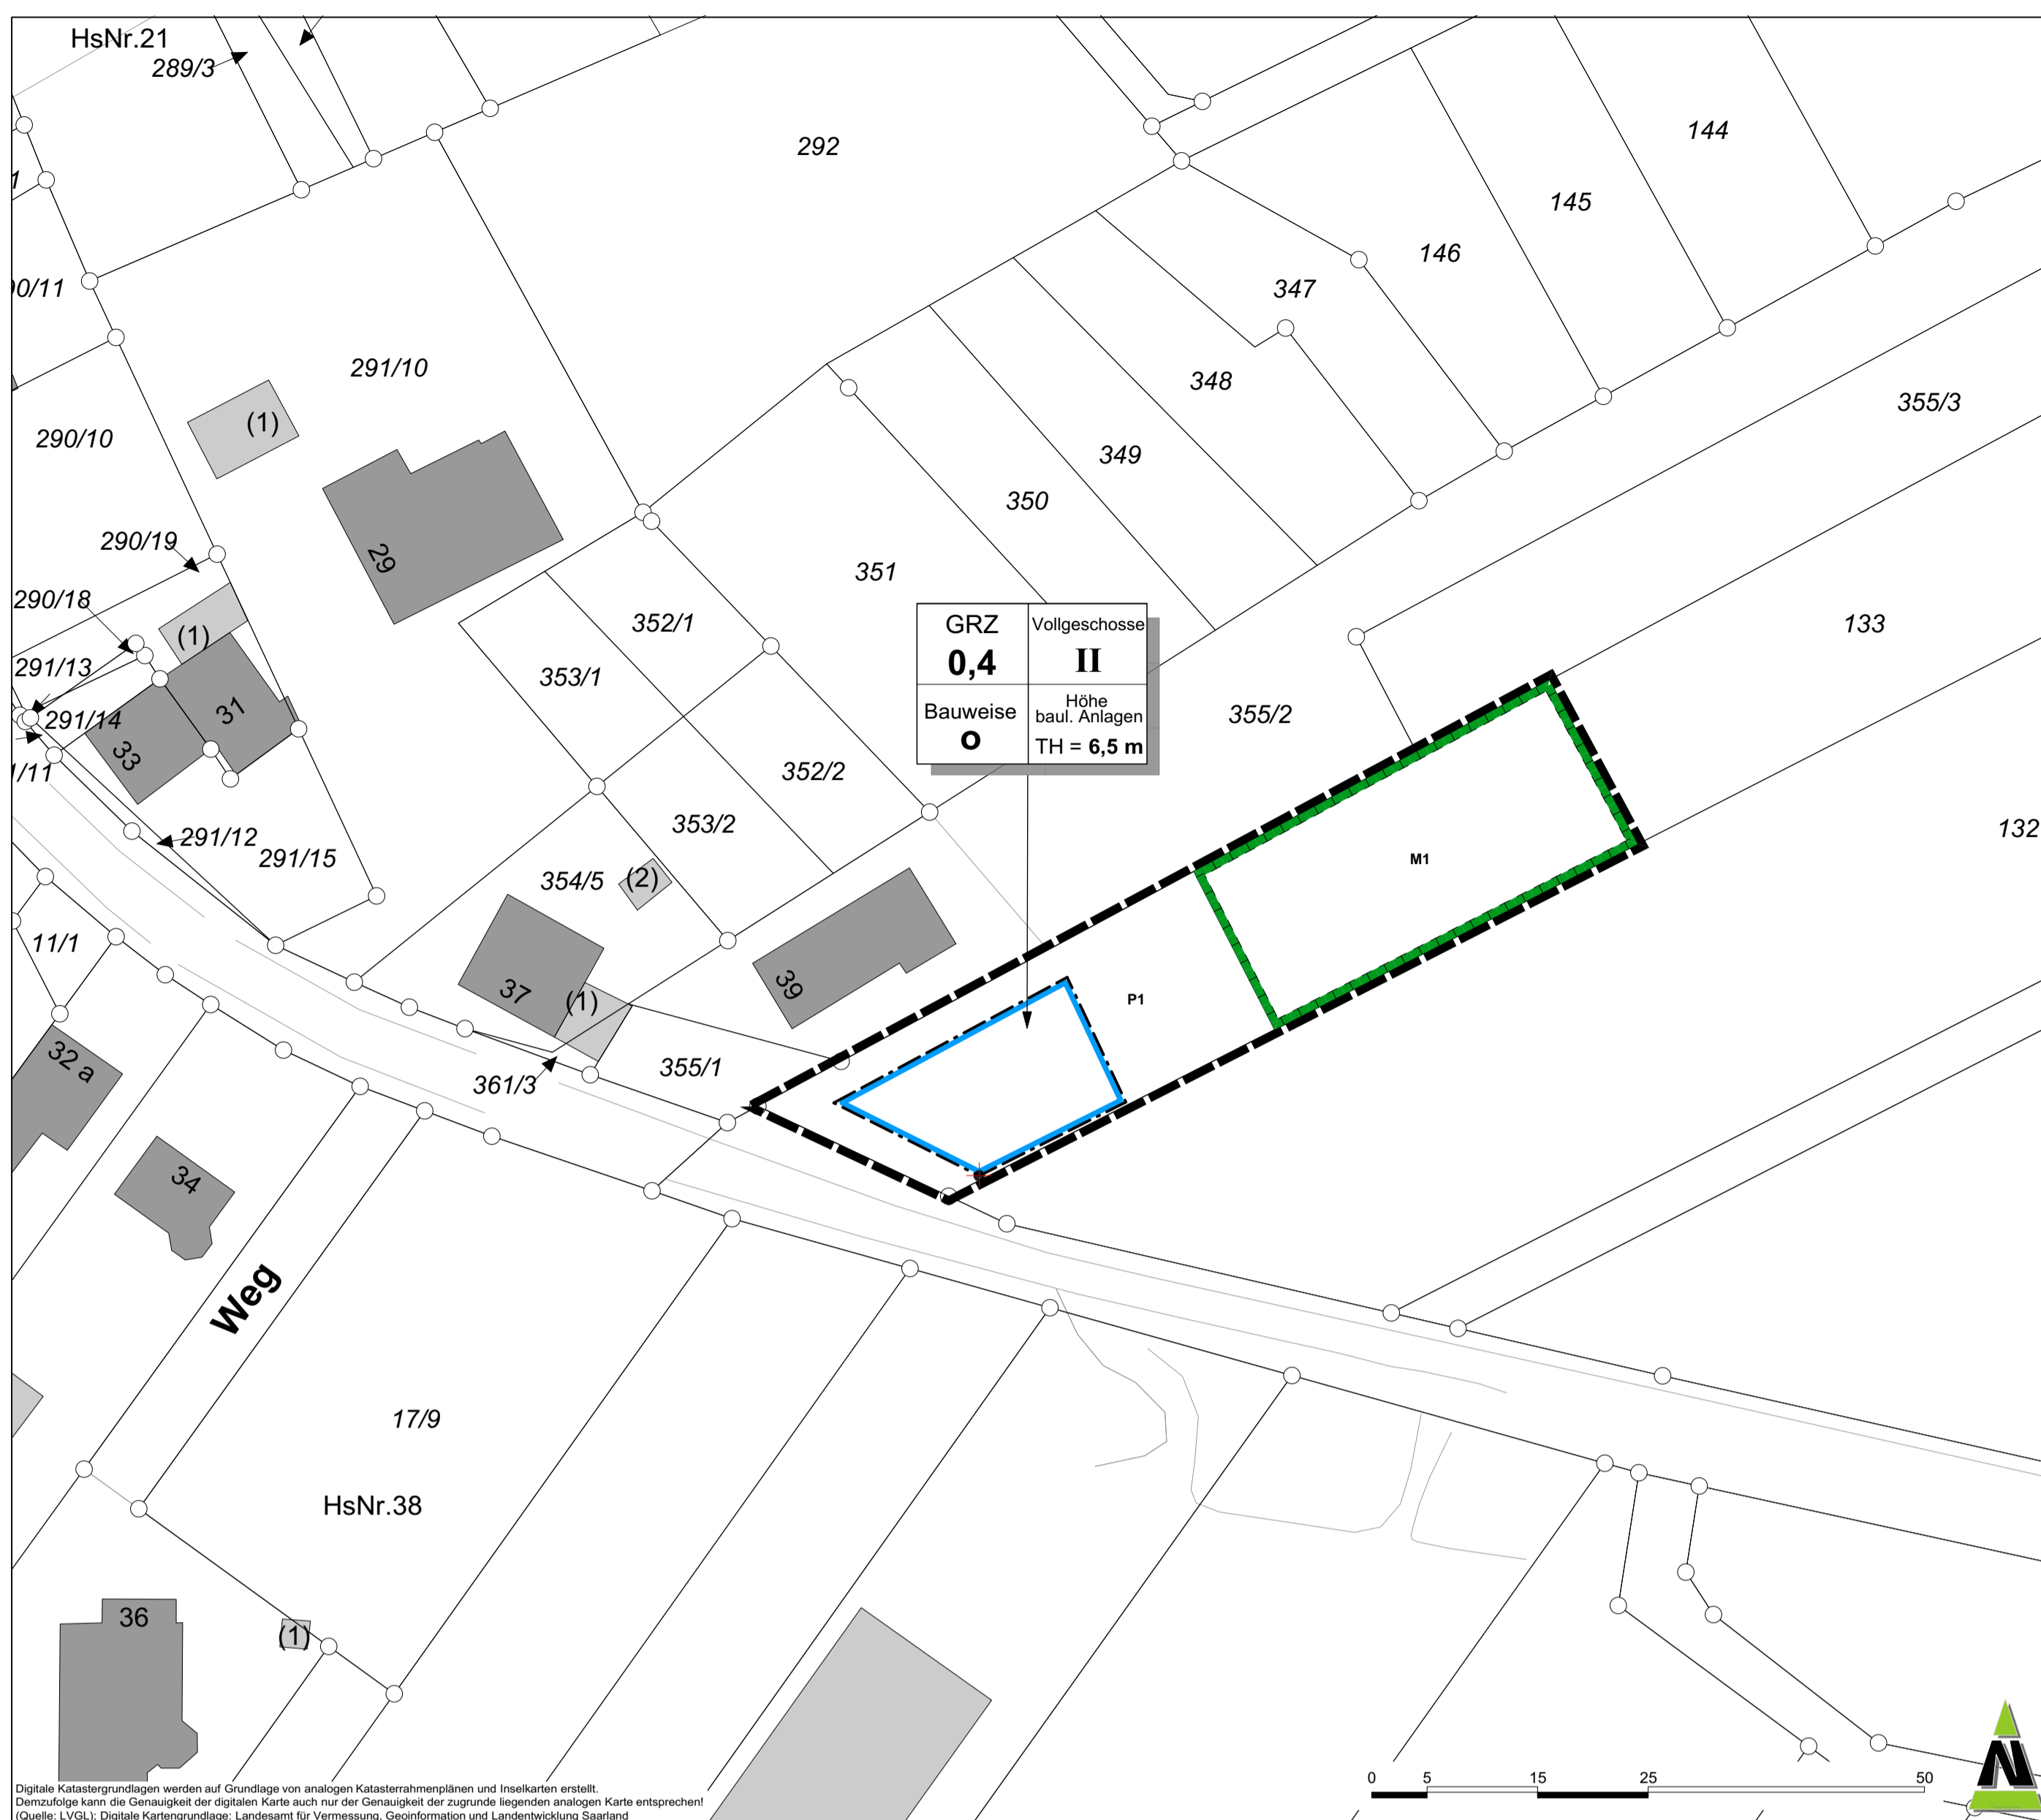 HsNr.21
289/3
292
144
145
146
347
0/11
291/10
348
355/3
(1)
290/10
349
350
290/19
29
351
290/18
352/1
133
(1)
GRZ
0,4
Vollgeschosse
II
291/13
353/1
31
291/14
Bauweise
o
Höhe
baul. Anlagen
TH = 6,5 m
355/2
33
1/11
352/2
353/2
291/12
132
291/15
M1
354/5
(2)
11/1
39
37
(1)
P1
32 a
355/1
361/3
34
Weg
17/9
HsNr.38
36
(1)
0 5 15 25 50
N
Digitale Katastergrundlagen werden auf Grundlage von analogen Katasterrahmenplänen und Inselkarten erstellt.
Demzufolge kann die Genauigkeit der digitalen Karte auch nur der Genauigkeit der zugrunde liegenden analogen Karte entsprechen!
(Quelle: LVGL); Digitale Kartengrundlage: Landesamt für Vermessung, Geoinformation und Landentwicklung Saarland